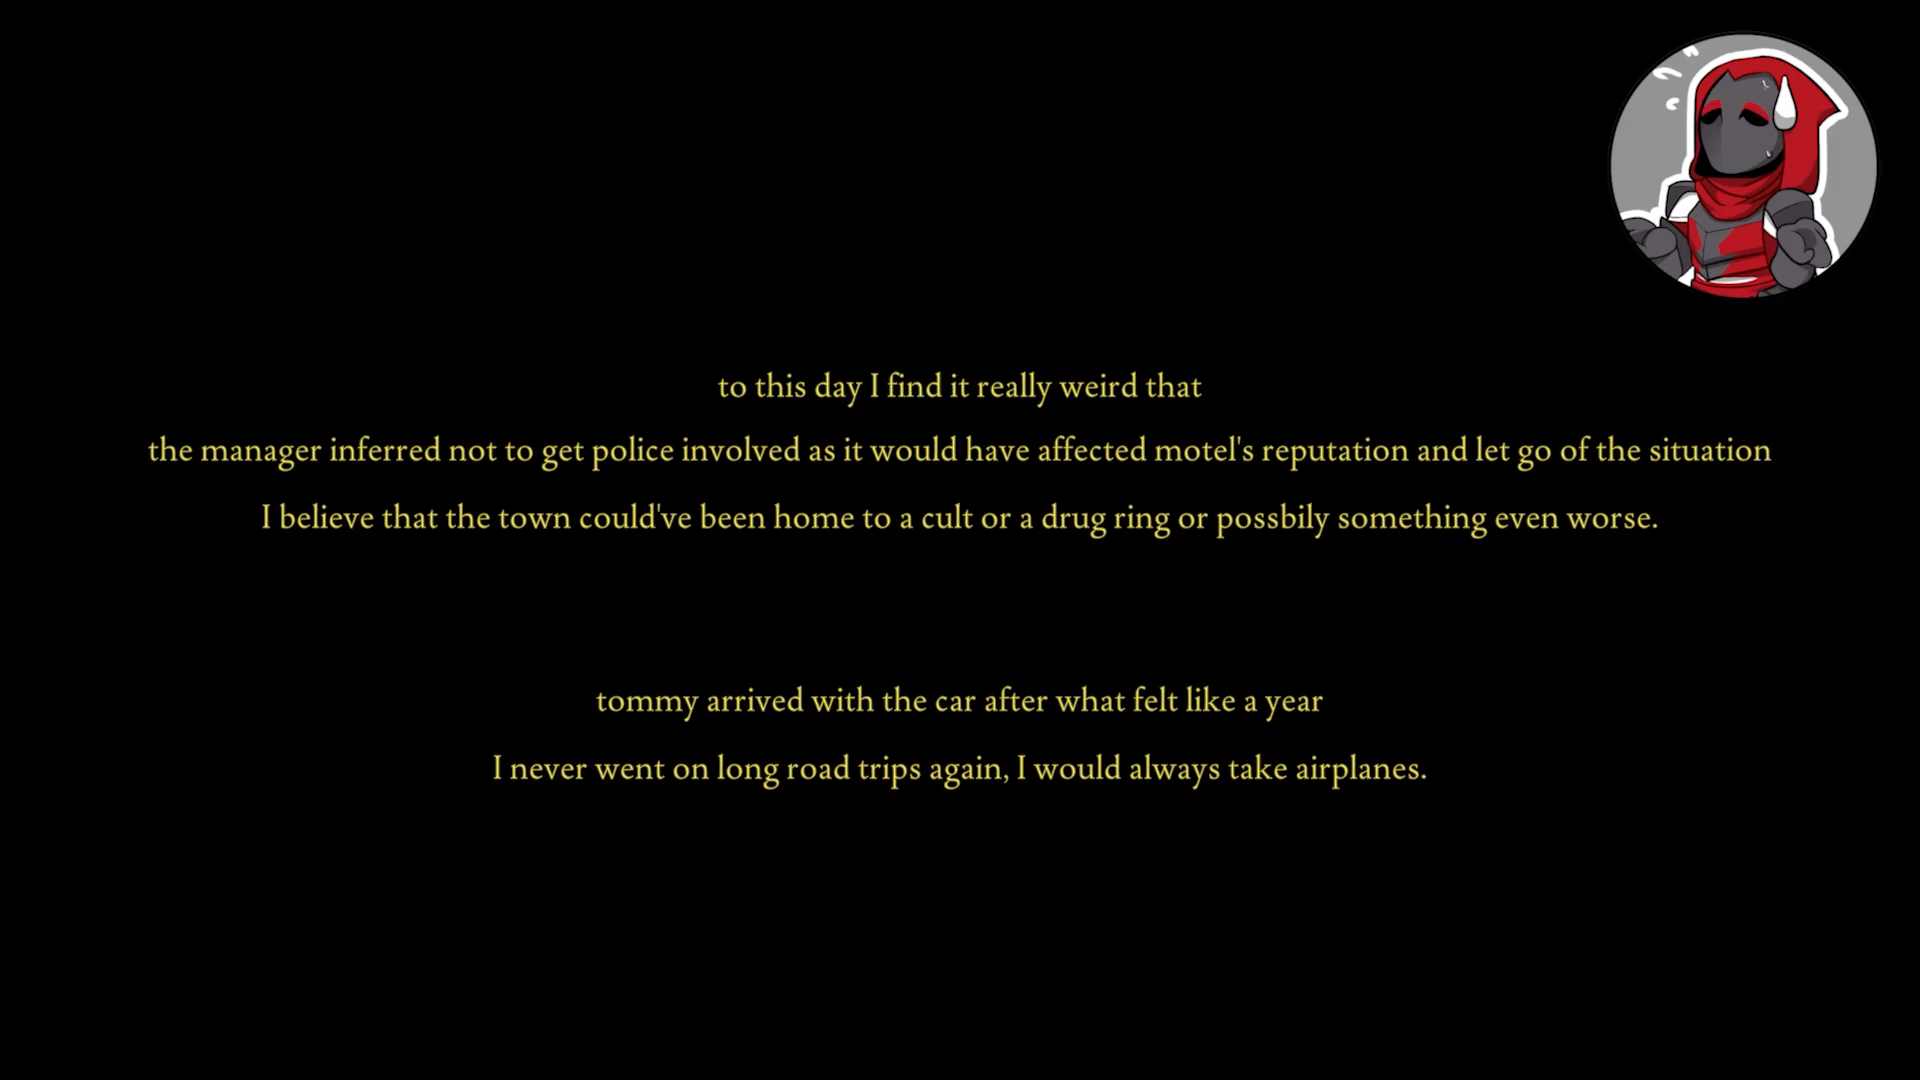 to this day I find it really weird that
the manager inferred not to get police involved as it would have affected motel's reputation and let go of the situation
I believe that the town could've been home to a cult or a drug ring or possbily something even worse.
tommy arrived with the car after what felt like a year
I never went on long road trips again, I would always take airplanes.